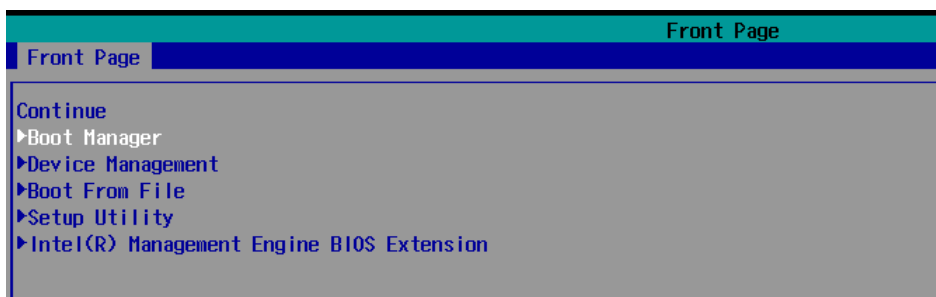 Front Page
Front Page
Continue
▶Boot Manager
▶Device Management
▶Boot From File
▶Setup Utility
▶Intel(R) Management Engine BIOS Extension